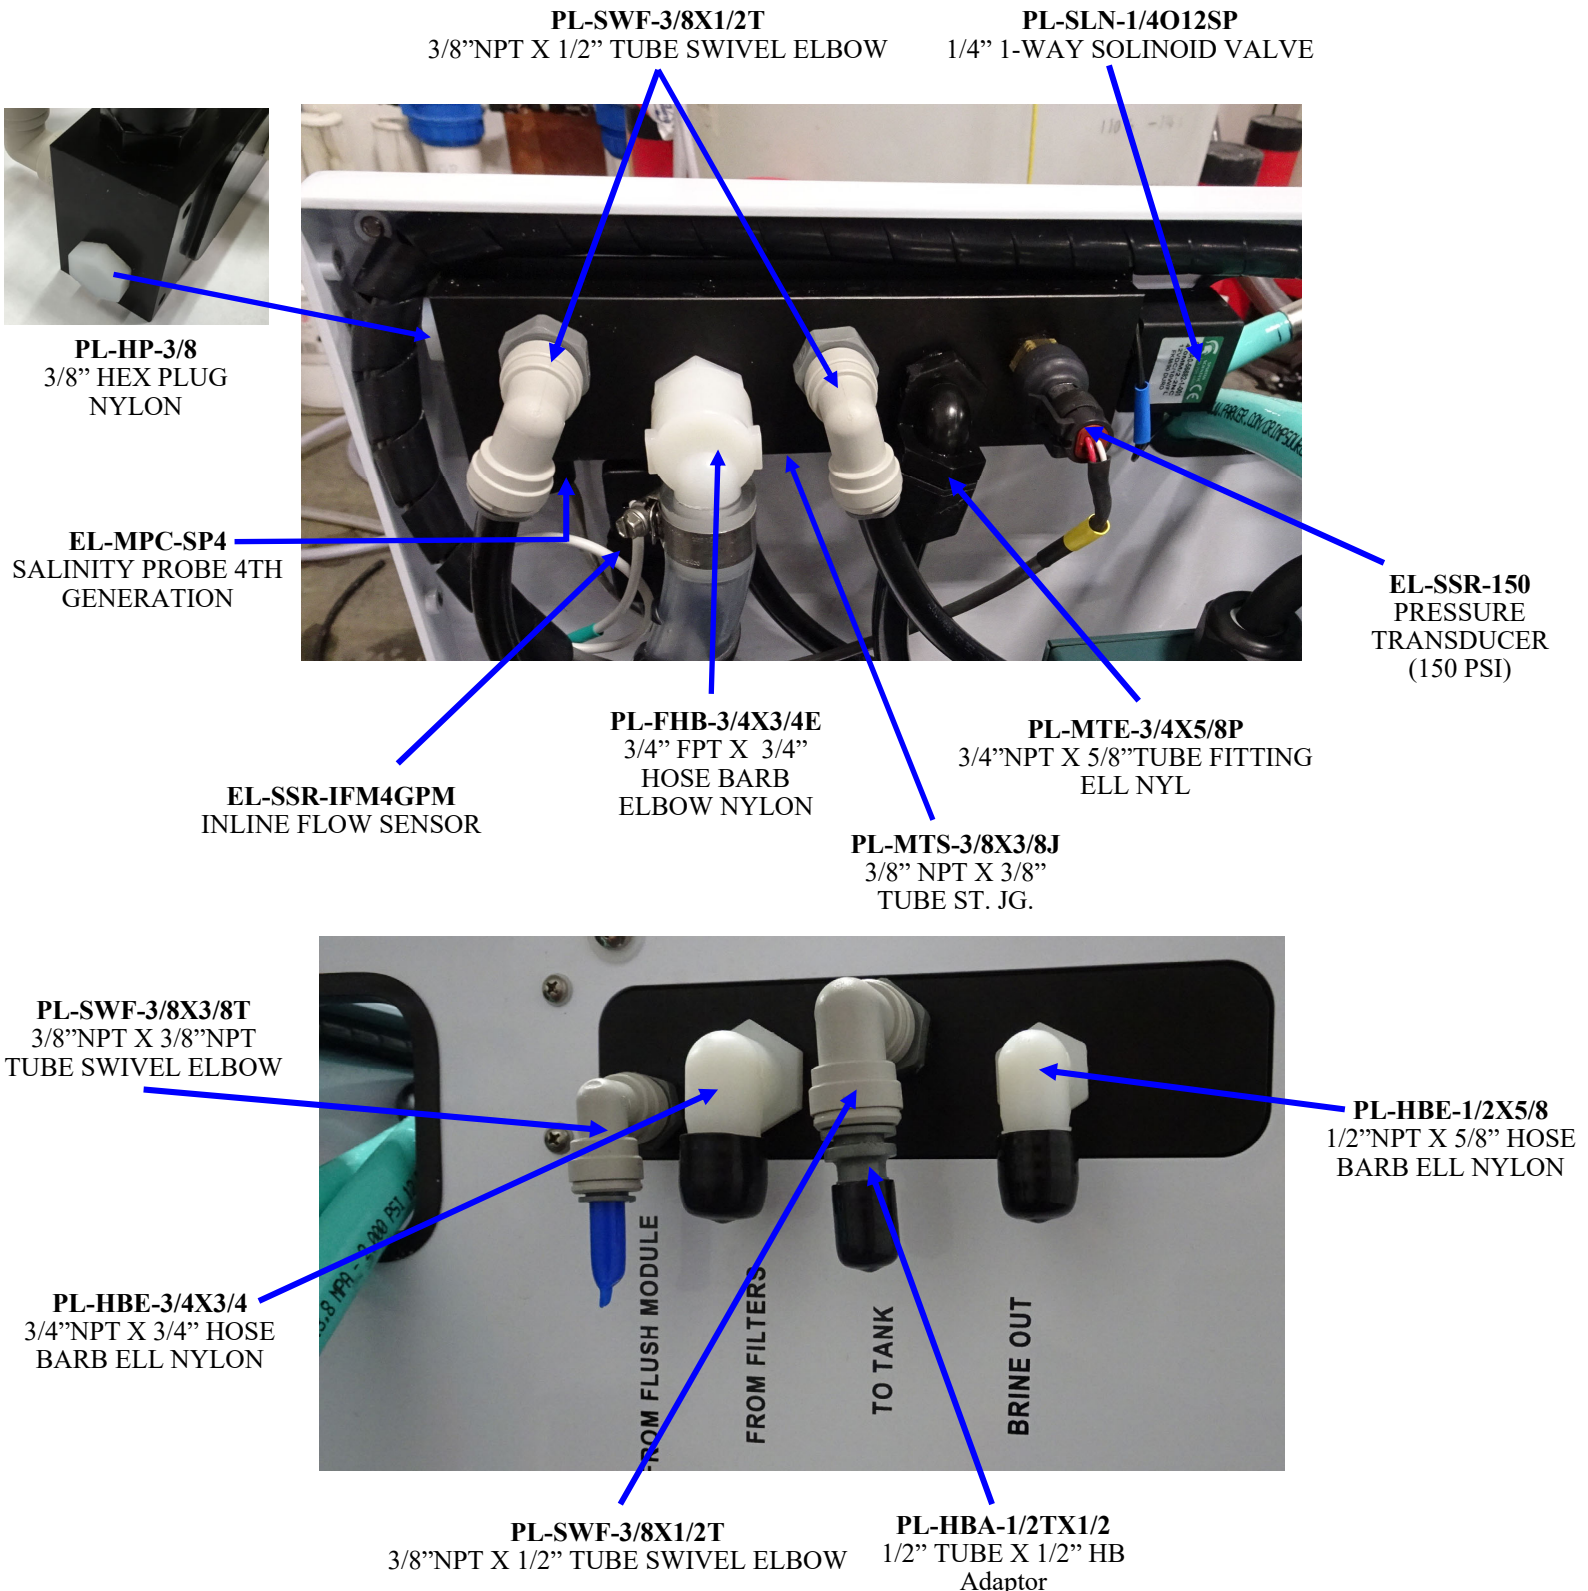 PL-SWF-3/8X1/2T
3/8”NPT X 1/2” TUBE SWIVEL ELBOW
PL-SLN-1/4O12SP
1/4” 1-WAY SOLINOID VALVE
PL-HP-3/8
3/8” HEX PLUG
NYLON
EL-MPC-SP4
SALINITY PROBE 4TH
GENERATION
EL-SSR-150
PRESSURE
TRANSDUCER
(150 PSI)
EL-SSR-IFM4GPM
INLINE FLOW SENSOR
PL-FHB-3/4X3/4E
3/4” FPT X 3/4”
HOSE BARB
ELBOW NYLON
PL-MTE-3/4X5/8P
3/4”NPT X 5/8”TUBE FITTING
ELL NYL
PL-MTS-3/8X3/8J
3/8” NPT X 3/8”
TUBE ST. JG.
PL-SWF-3/8X3/8T
3/8”NPT X 3/8”NPT
TUBE SWIVEL ELBOW
PL-HBE-1/2X5/8
1/2”NPT X 5/8” HOSE
BARB ELL NYLON
PL-HBE-3/4X3/4
3/4”NPT X 3/4” HOSE
BARB ELL NYLON
FROM FLUSH MODULE
FROM FILTERS
TO TANK
BRINE OUT
PL-SWF-3/8X1/2T
3/8”NPT X 1/2” TUBE SWIVEL ELBOW
PL-HBA-1/2TX1/2
1/2” TUBE X 1/2” HB
Adaptor